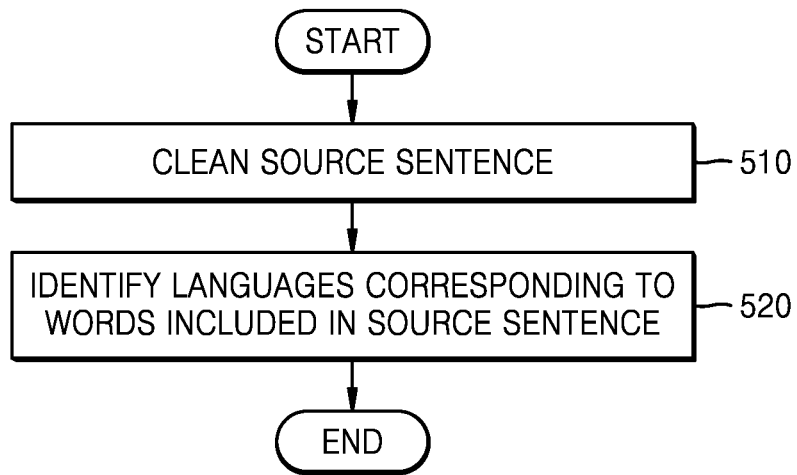 START
CLEAN SOURCE SENTENCE
510
IDENTIFY LANGUAGES CORRESPONDING TO
WORDS INCLUDED IN SOURCE SENTENCE
520
END